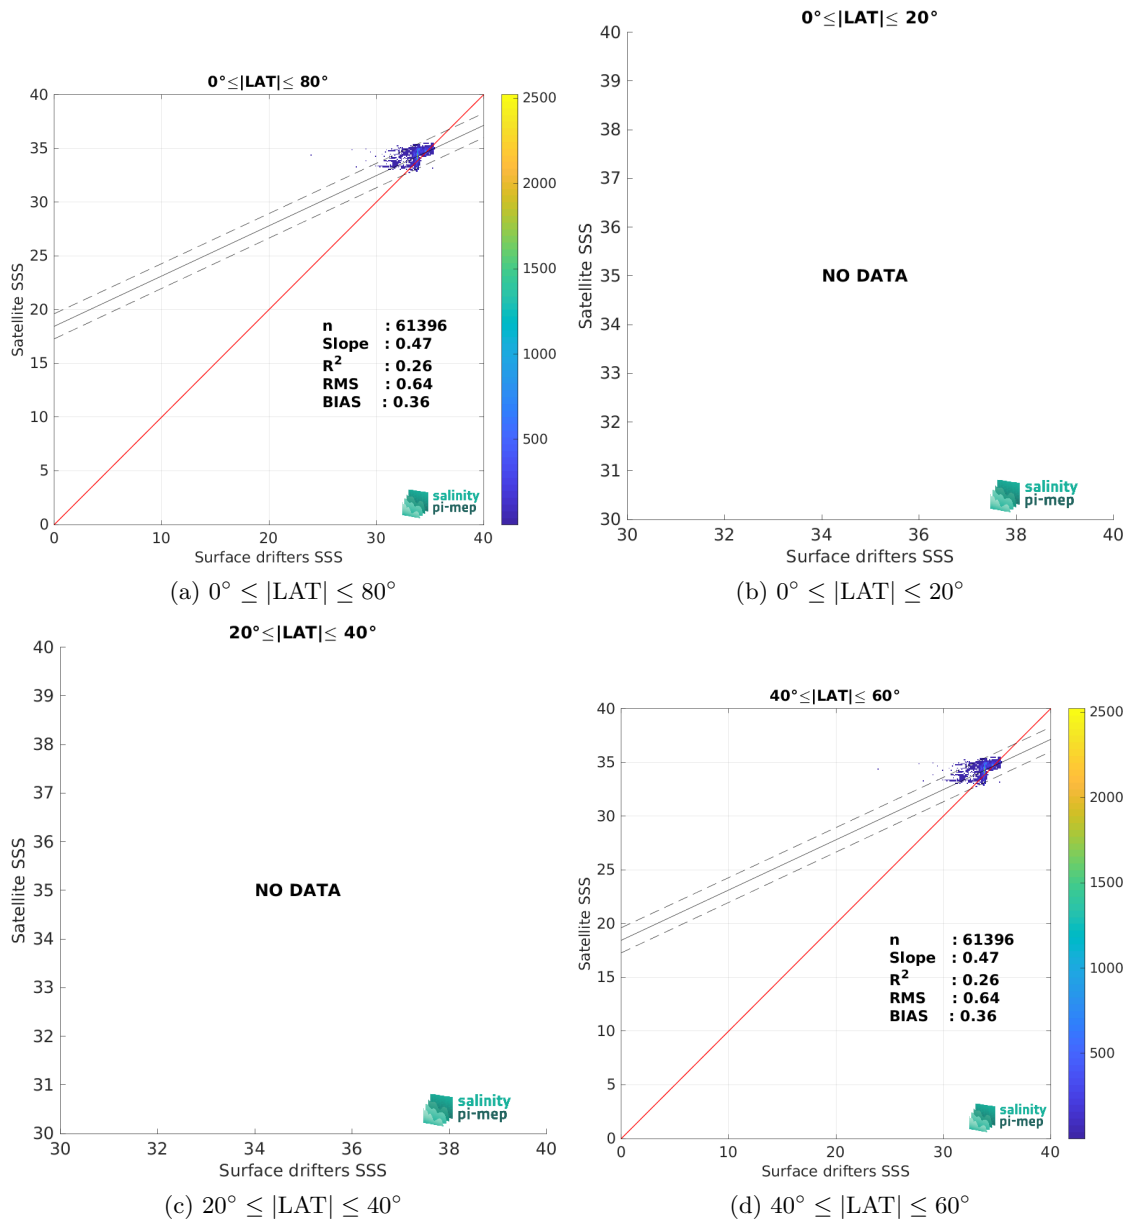 0°≤|LAT|≤ 80°
40
35
30
25
20
15
10
5
0
0
10
20
30
40
Satellite SSS
Surface drifters SSS
n : 61396
Slope : 0.47
R² : 0.26
RMS : 0.64
BIAS : 0.36
salinity
pi-mep
2500
2000
1500
1000
500
(a) 0° ≤ |LAT| ≤ 80°
0°≤|LAT|≤ 20°
40
39
38
37
36
35
34
33
32
31
30
30
32
34
36
38
40
Satellite SSS
NO DATA
Surface drifters SSS
salinity
pi-mep
(b) 0° ≤ |LAT| ≤ 20°
20°≤|LAT|≤ 40°
40
39
38
37
36
35
34
33
32
31
30
30
32
34
36
38
40
Satellite SSS
NO DATA
Surface drifters SSS
salinity
pi-mep
(c) 20° ≤ |LAT| ≤ 40°
40°≤|LAT|≤ 60°
40
35
30
25
20
15
10
5
0
0
10
20
30
40
Satellite SSS
Surface drifters SSS
n : 61396
Slope : 0.47
R² : 0.26
RMS : 0.64
BIAS : 0.36
salinity
pi-mep
2500
2000
1500
1000
500
(d) 40° ≤ |LAT| ≤ 60°